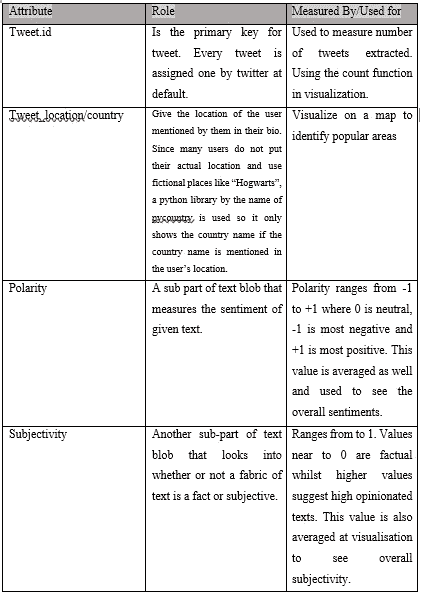 Attribute
Role
Measured By/Used for
Tweet.id
Is the primary key for
tweet. Every tweet is
assigned one by twitter at
default.
Used to measure number
of tweets extracted.
Using the count function
in visualization.
Tweet_location/country
Give the location of the user
mentioned by them in their bio.
Since many users do not put
their actual location and use
fictional places like “Hogwarts”,
a python library by the name of
pycountry is used so it only
shows the country name if the
country name is mentioned in
the user’s location.
Visualize on a map to
identify popular areas
Polarity
A sub part of text blob that
measures the sentiment of
given text.
Polarity ranges from -1
to +1 where 0 is neutral,
-1 is most negative and
+1 is most positive. This
value is averaged as well
and used to see the
overall sentiments.
Subjectivity
Another sub-part of text
blob that looks into
whether or not a fabric of
text is a fact or subjective.
Ranges from to 1. Values
near to 0 are factual
whilst higher values
suggest high opinionated
texts. This value is also
averaged at visualisation
to see overall
subjectivity.